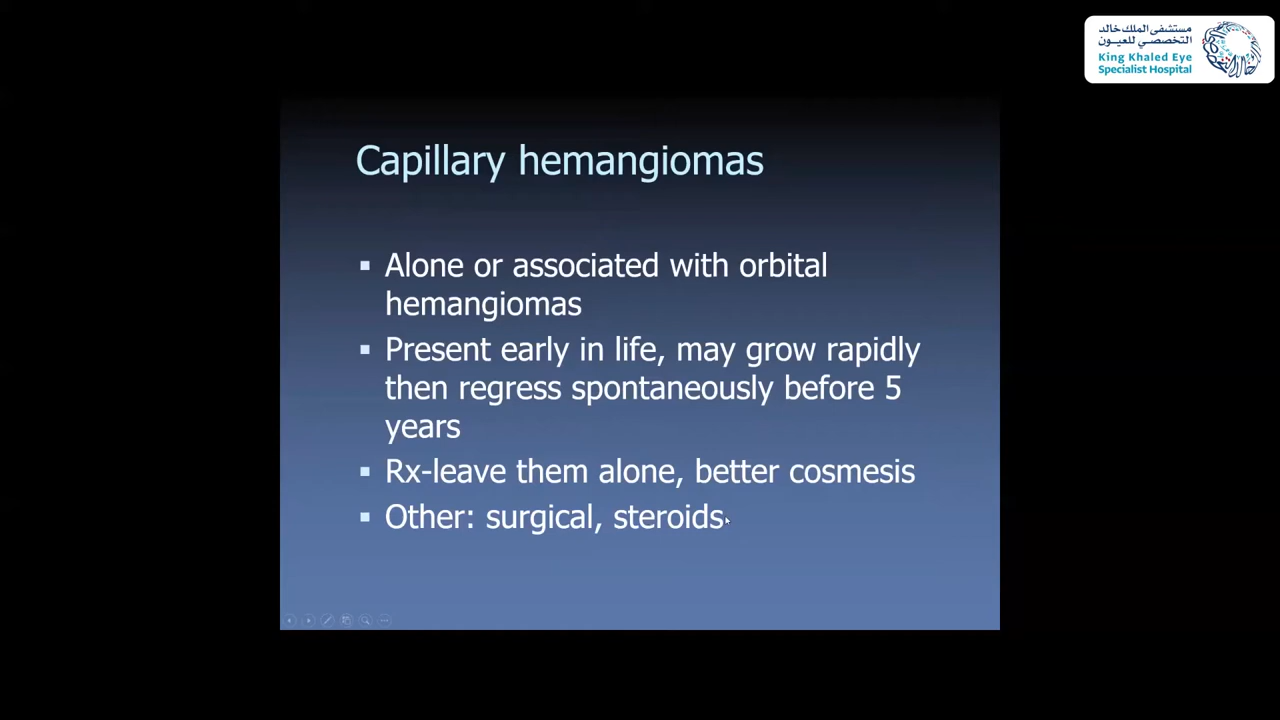 مستشفى الملك خالد
التخصصي للعيون
King Khaled Eye
Specialist Hospital
Capillary hemangiomas
▪ Alone or associated with orbital
hemangiomas
▪ Present early in life, may grow rapidly
then regress spontaneously before 5
years
▪ Rx-leave them alone, better cosmesis
▪ Other: surgical, steroids